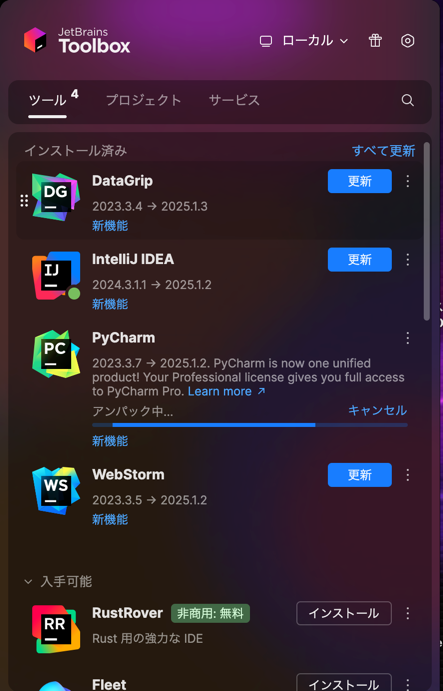 JetBrains
Toolbox
ローカル
ツール 4
プロジェクト
サービス
インストール済み
すべて更新
DG
DataGrip
更新
2023.3.4 → 2025.1.3
新機能
IJ
IntelliJ IDEA
更新
2024.3.1.1 → 2025.1.2
新機能
PC
PyCharm
2023.3.7 → 2025.1.2. PyCharm is now one unified
product! Your Professional license gives you full access
to PyCharm Pro. Learn more ↗
アンパック中...
キャンセル
新機能
WS
WebStorm
更新
2023.3.5 → 2025.1.2
新機能
入手可能
RR
RustRover
非商用: 無料
インストール
Rust 用の強力な IDE
Fleet
インストール